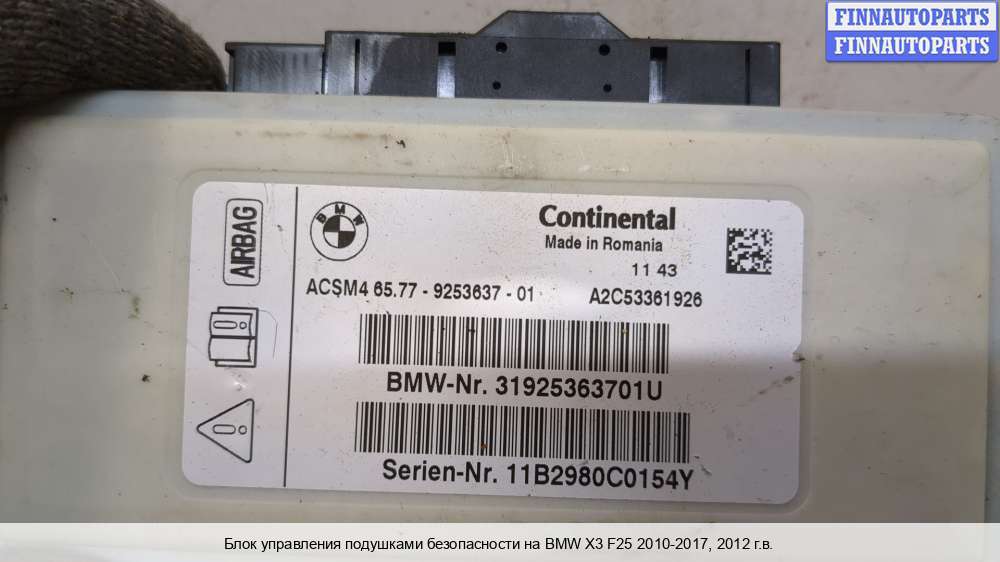 FINNAUTOPARTS
FINNAUTOPARTS
AIRBAG
BMW
Continental
Made in Romania
11 43
ACSM4 65.77 - 9253637 - 01 A2C53361926
BMW-Nr. 31925363701U
Serien-Nr. 11B2980C0154Y
Блок управления подушками безопасности на BMW X3 F25 2010-2017, 2012 г.в.